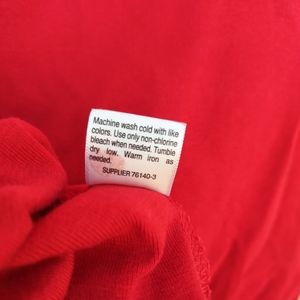 Machine wash cold with like
colors. Use only non-chlorine
bleach when needed. Tumble
dry low. Warm iron as
needed.
SUPPLIER 76140-3